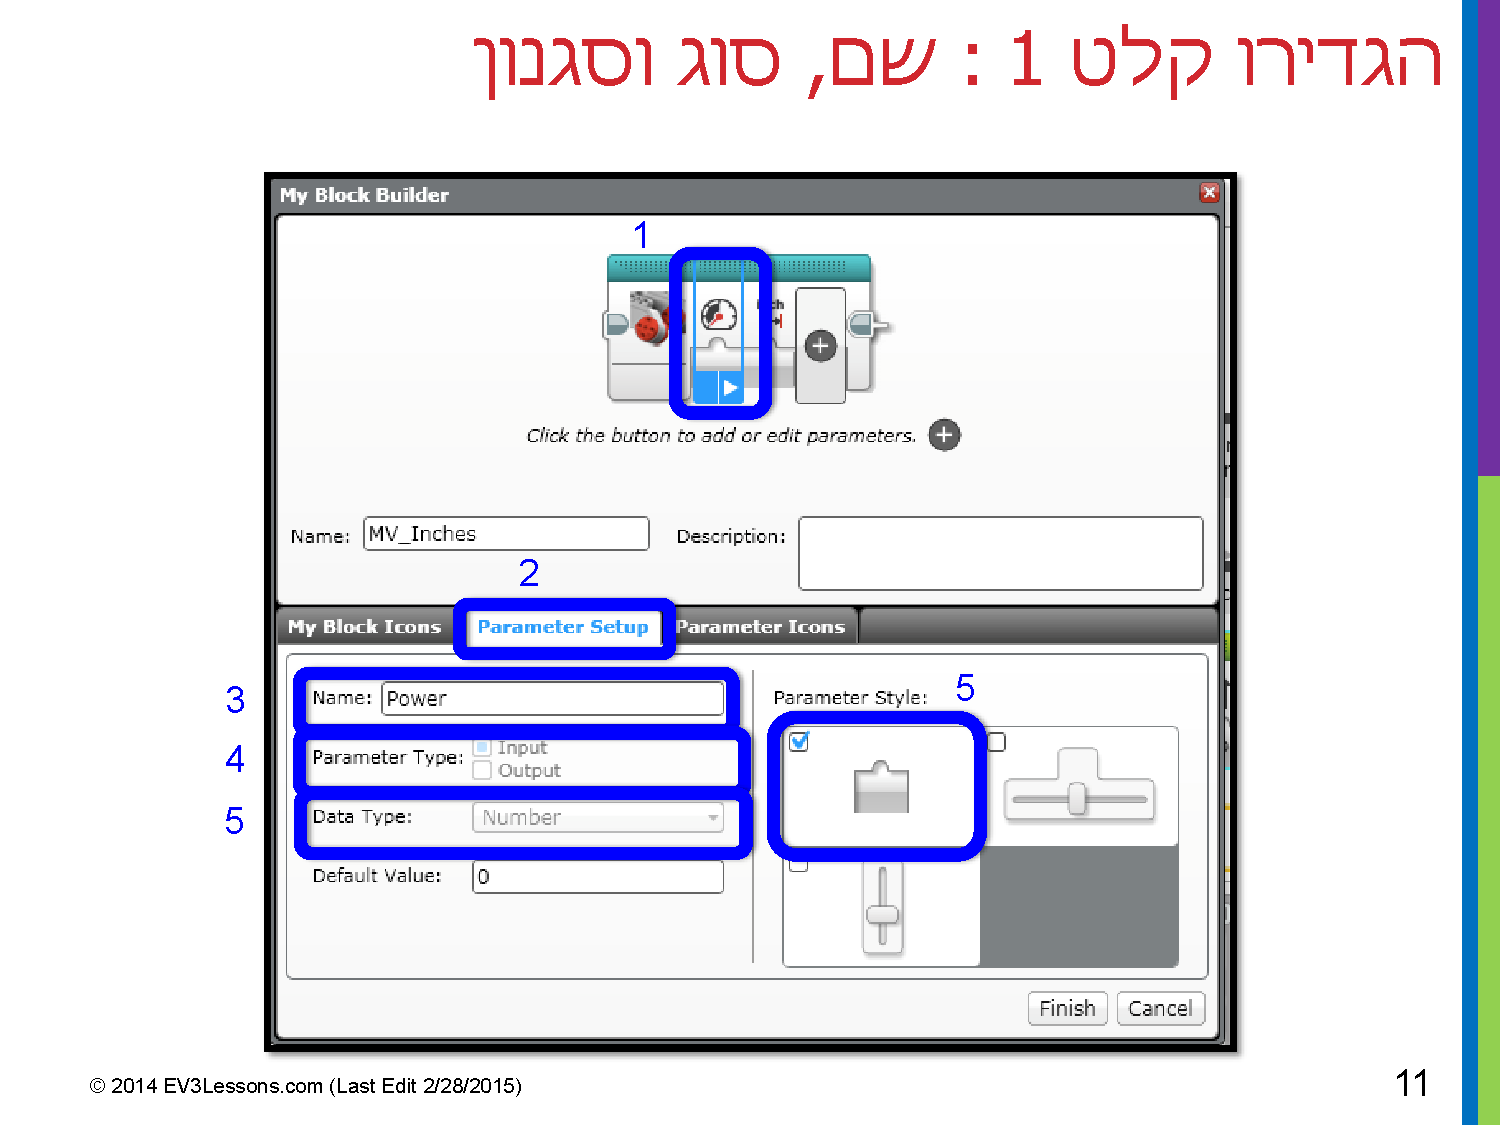 הגדירו קלט 1 : שם, סוג וסגנון
My Block Builder
1
Click the button to add or edit parameters.
Name: MV_Inches Description:
2
My Block Icons Parameter Setup Parameter Icons
3 Name: Power Parameter Style: 5
4 Parameter Type: Input
Output
5 Data Type: Number
Default Value: 0
Finish Cancel
© 2014 EV3Lessons.com (Last Edit 2/28/2015) 11